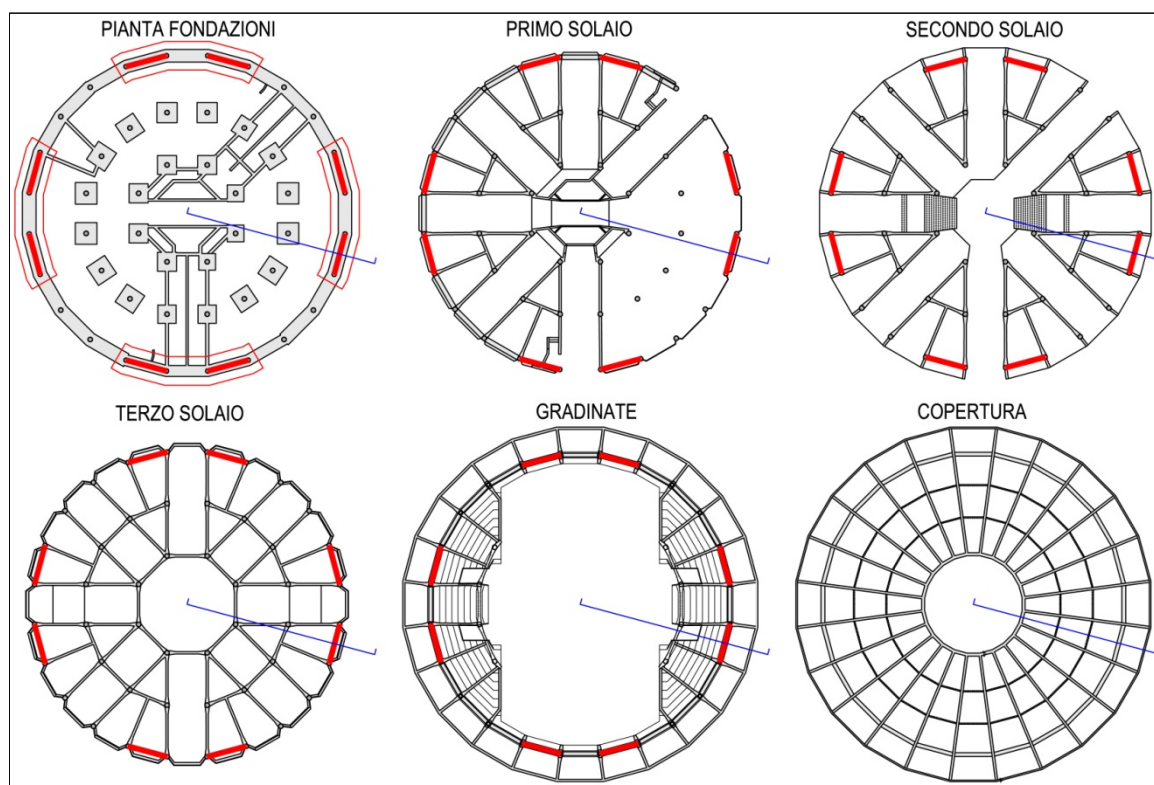 PIANTA FONDAZIONI
PRIMO SOLAIO
SECONDO SOLAIO
TERZO SOLAIO
GRADINATE
COPERTURA